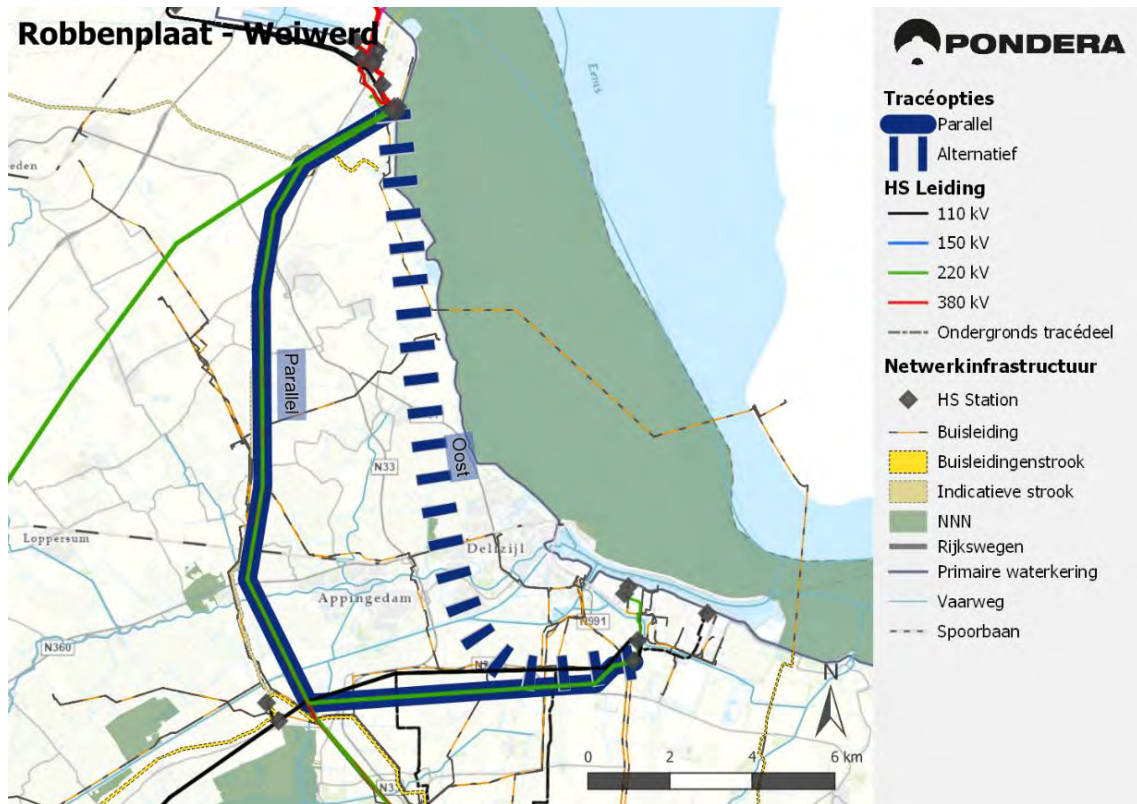 Robbenplaat - Weiwerd
Eems
Parallel
Oost
N33
Loppersum
Delfzijl
Appingedam
N991
N360
N
0 2 4 6 km
PONDERA
Tracéopties
Parallel
Alternatief
HS Leiding
110 kV
150 kV
220 kV
380 kV
Ondergronds tracédeel
Netwerkinfrastructuur
HS Station
Buisleiding
Buisleidingenstrook
Indicatieve strook
NNN
Rijkswegen
Primaire waterkering
Vaarweg
Spoorbaan